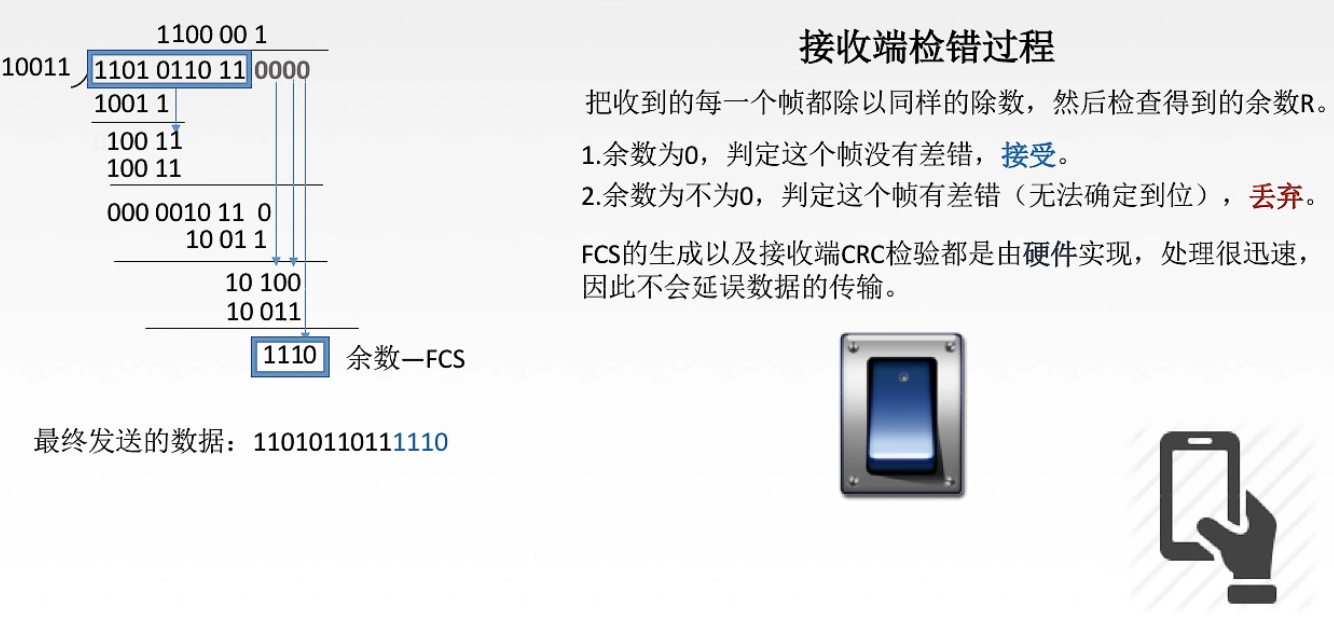 1100 00 1
10011
1101 0110 11 0000
1001 1
100 11
100 11
000 0010 11 0
10 01 1
10 100
10 011
1110 余数—FCS
最终发送的数据：11010110111110
接收端检错过程
把收到的每一个帧都除以同样的除数，然后检查得到的余数R。
1.余数为0，判定这个帧没有差错，接受。
2.余数为不为0，判定这个帧有差错（无法确定到位），丢弃。
FCS的生成以及接收端CRC检验都是由硬件实现，处理很迅速，
因此不会延误数据的传输。